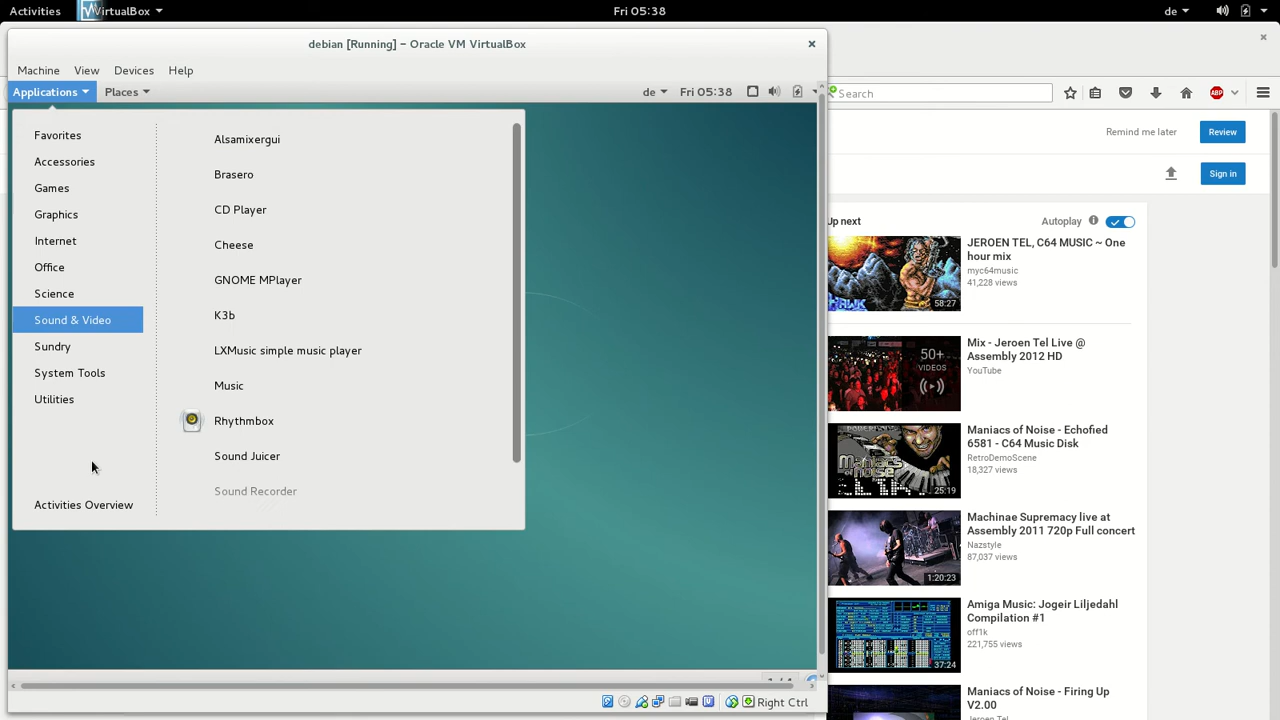 Activities VirtualBox Fri 05:38 de
debian [Running] – Oracle VM VirtualBox
Machine View Devices Help
Applications Places de Fri 05:38
Favorites
Accessories
Games
Graphics
Internet
Office
Science
Sound & Video
Sundry
System Tools
Utilities
Activities Overview
Alsamixergui
Brasero
CD Player
Cheese
GNOME MPlayer
K3b
LXMusic simple music player
Music
Rhythmbox
Sound Juicer
Sound Recorder
Right Ctrl
Search
ABP
Remind me later Review
Sign in
Up next Autoplay
JEROEN TEL, C64 MUSIC ~ One
hour mix
myc64music
41,228 views
58:27
Mix - Jeroen Tel Live @
Assembly 2012 HD
YouTube
50+
VIDEOS
Maniacs of Noise - Echofied
6581 - C64 Music Disk
RetroDemoScene
18,327 views
25:19
Machinae Supremacy live at
Assembly 2011 720p Full concert
Nazstyle
87,037 views
1:20:23
Amiga Music: Jogeir Liljedahl
Compilation #1
off1k
221,755 views
37:24
Maniacs of Noise - Firing Up
V2.00